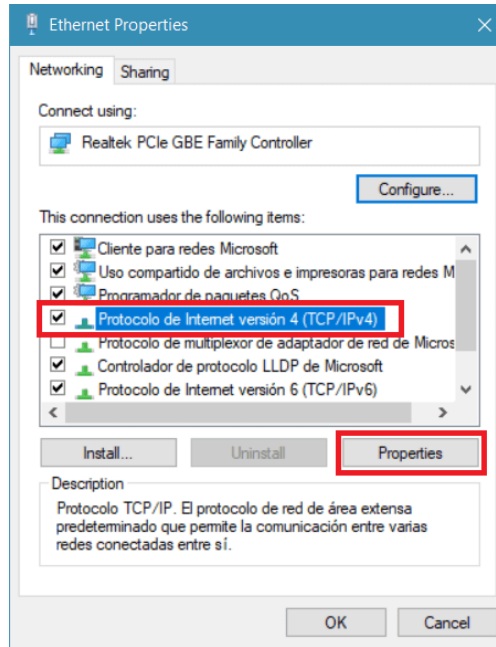 Ethernet Properties
Networking
Sharing
Connect using:
Realtek PCIe GBE Family Controller
Configure...
This connection uses the following items:
Cliente para redes Microsoft
Uso compartido de archivos e impresoras para redes M
Programador de paquetes QoS
Protocolo de Internet versión 4 (TCP/IPv4)
Protocolo de multiplexor de adaptador de red de Micros
Controlador de protocolo LLDP de Microsoft
Protocolo de Internet versión 6 (TCP/IPv6)
Install...
Uninstall
Properties
Description
Protocolo TCP/IP. El protocolo de red de área extensa
predeterminado que permite la comunicación entre varias
redes conectadas entre sí.
OK
Cancel